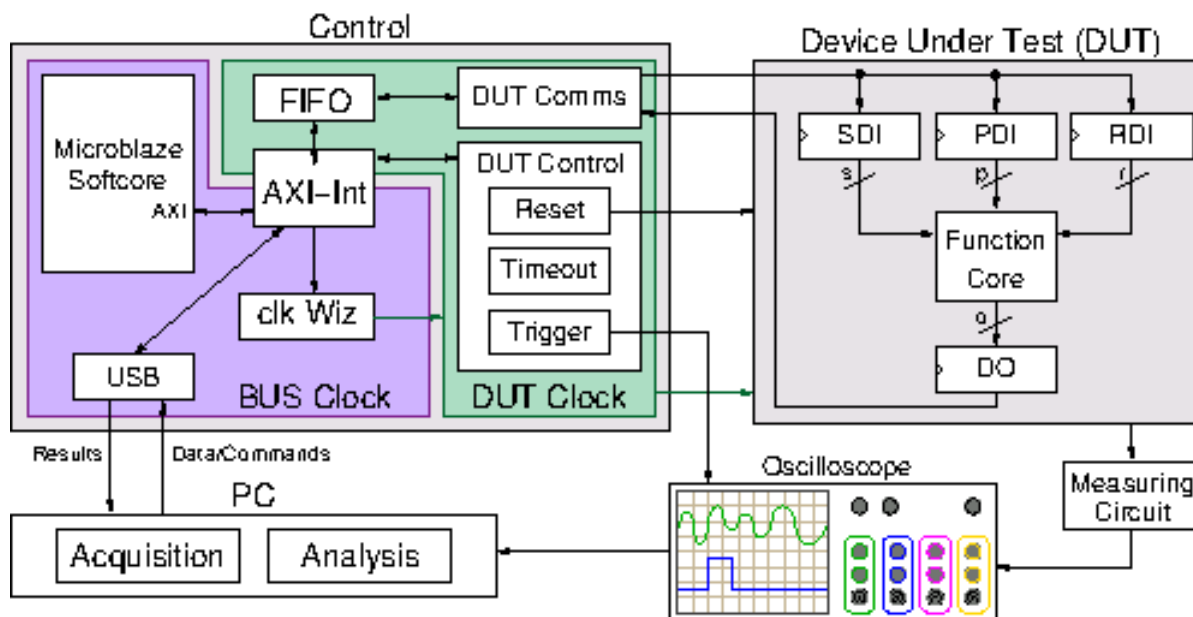 Control
Device Under Test (DUT)
FIFO
DUT Comms
Microblaze
Softcore
AXI
AXI-Int
DUT Control
Reset
Timeout
Trigger
clk Wiz
USB
BUS Clock
DUT Clock
SDI
PDI
RDI
s
p
r
Function
Core
o
DO
Results
Data/Commands
PC
Acquisition
Analysis
Oscilloscope
Measuring
Circuit